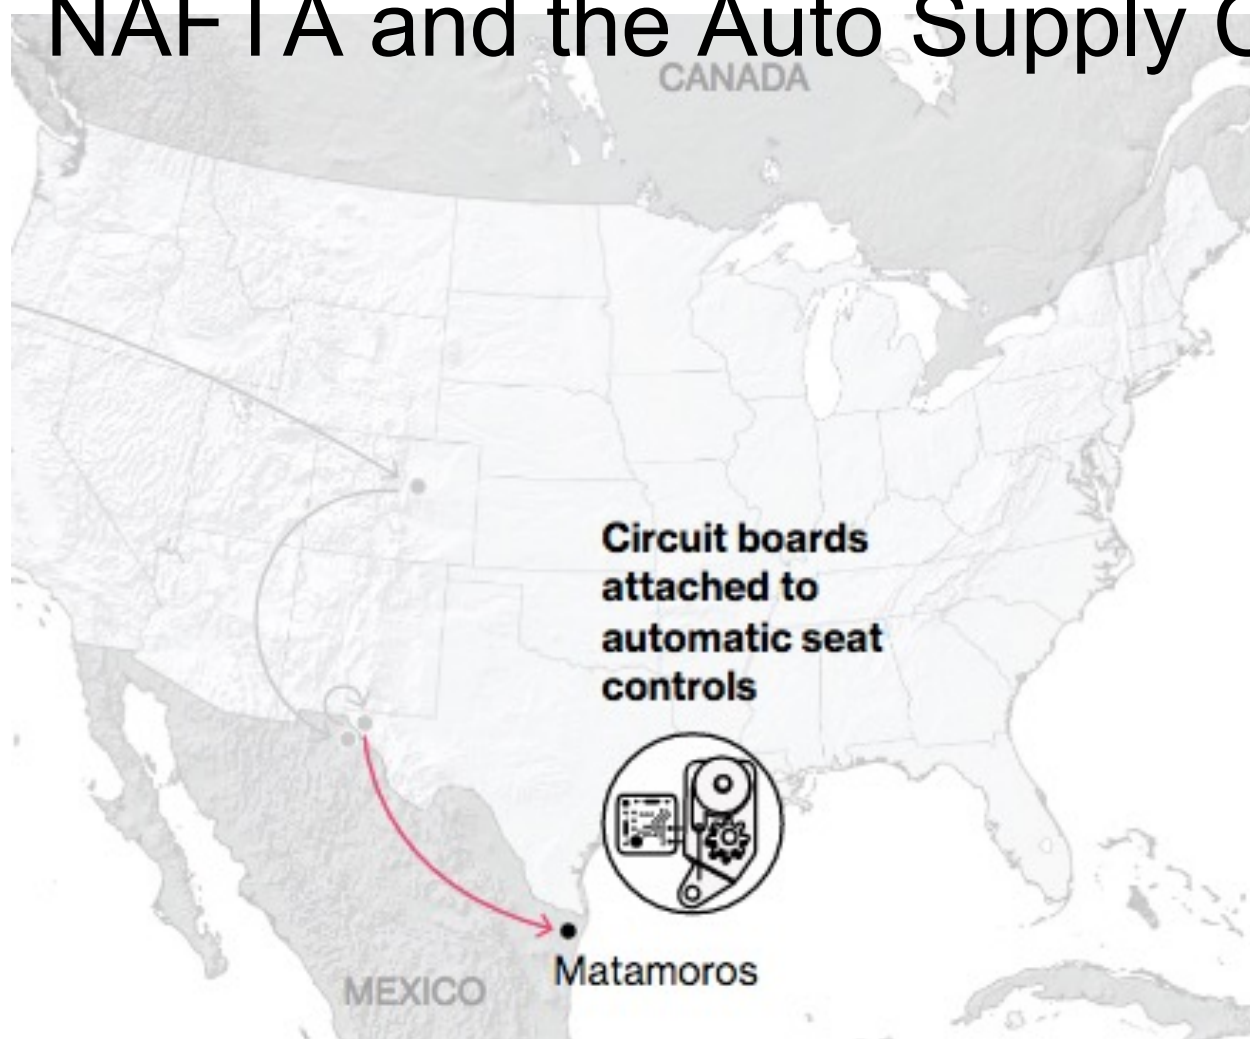 NAFTA and the Auto Supply C
CANADA
Circuit boards
attached to
automatic seat
controls
Matamoros
MEXICO